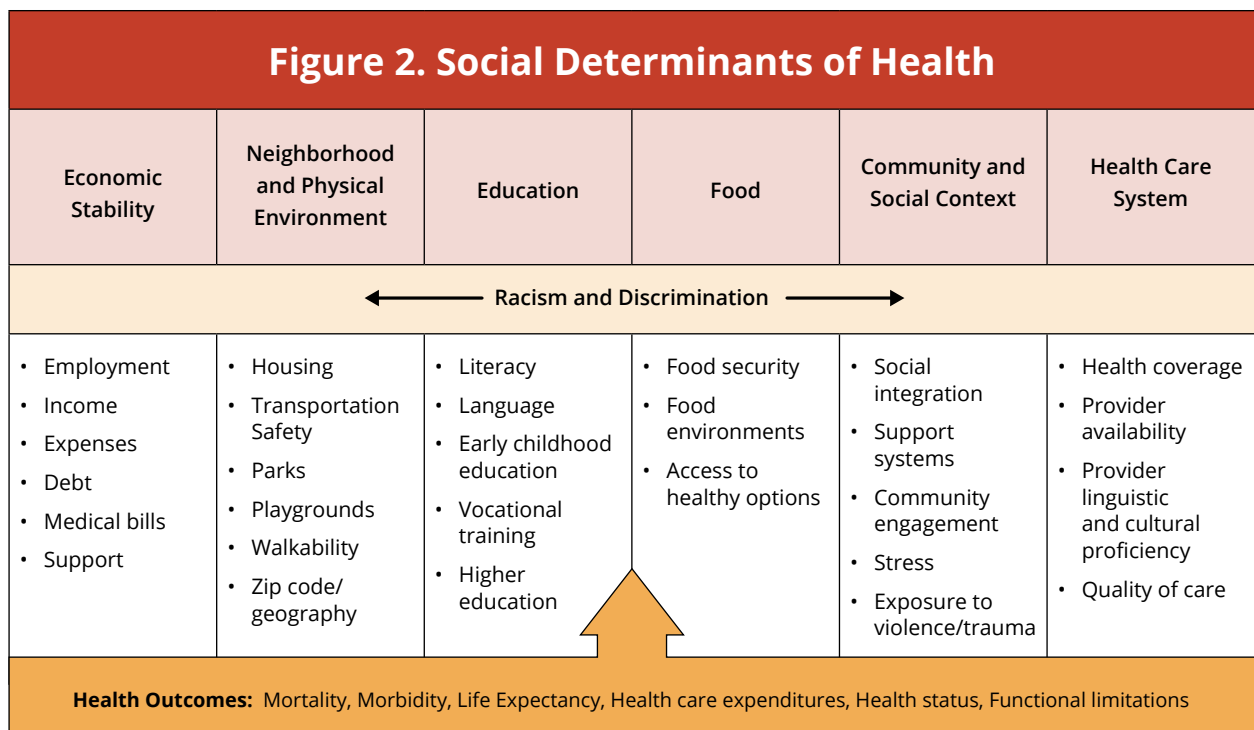 Figure 2. Social Determinants of Health
Economic
Stability
Neighborhood
and Physical
Environment
Education
Food
Community and
Social Context
Health Care
System
Racism and Discrimination
• Employment
• Income
• Expenses
• Debt
• Medical bills
• Support
• Housing
• Transportation
Safety
• Parks
• Playgrounds
• Walkability
• Zip code/
geography
• Literacy
• Language
• Early childhood
education
• Vocational
training
• Higher
education
• Food security
• Food
environments
• Access to
healthy options
• Social
integration
• Support
systems
• Community
engagement
• Stress
• Exposure to
violence/trauma
• Health coverage
• Provider
availability
• Provider
linguistic
and cultural
proficiency
• Quality of care
Health Outcomes: Mortality, Morbidity, Life Expectancy, Health care expenditures, Health status, Functional limitations